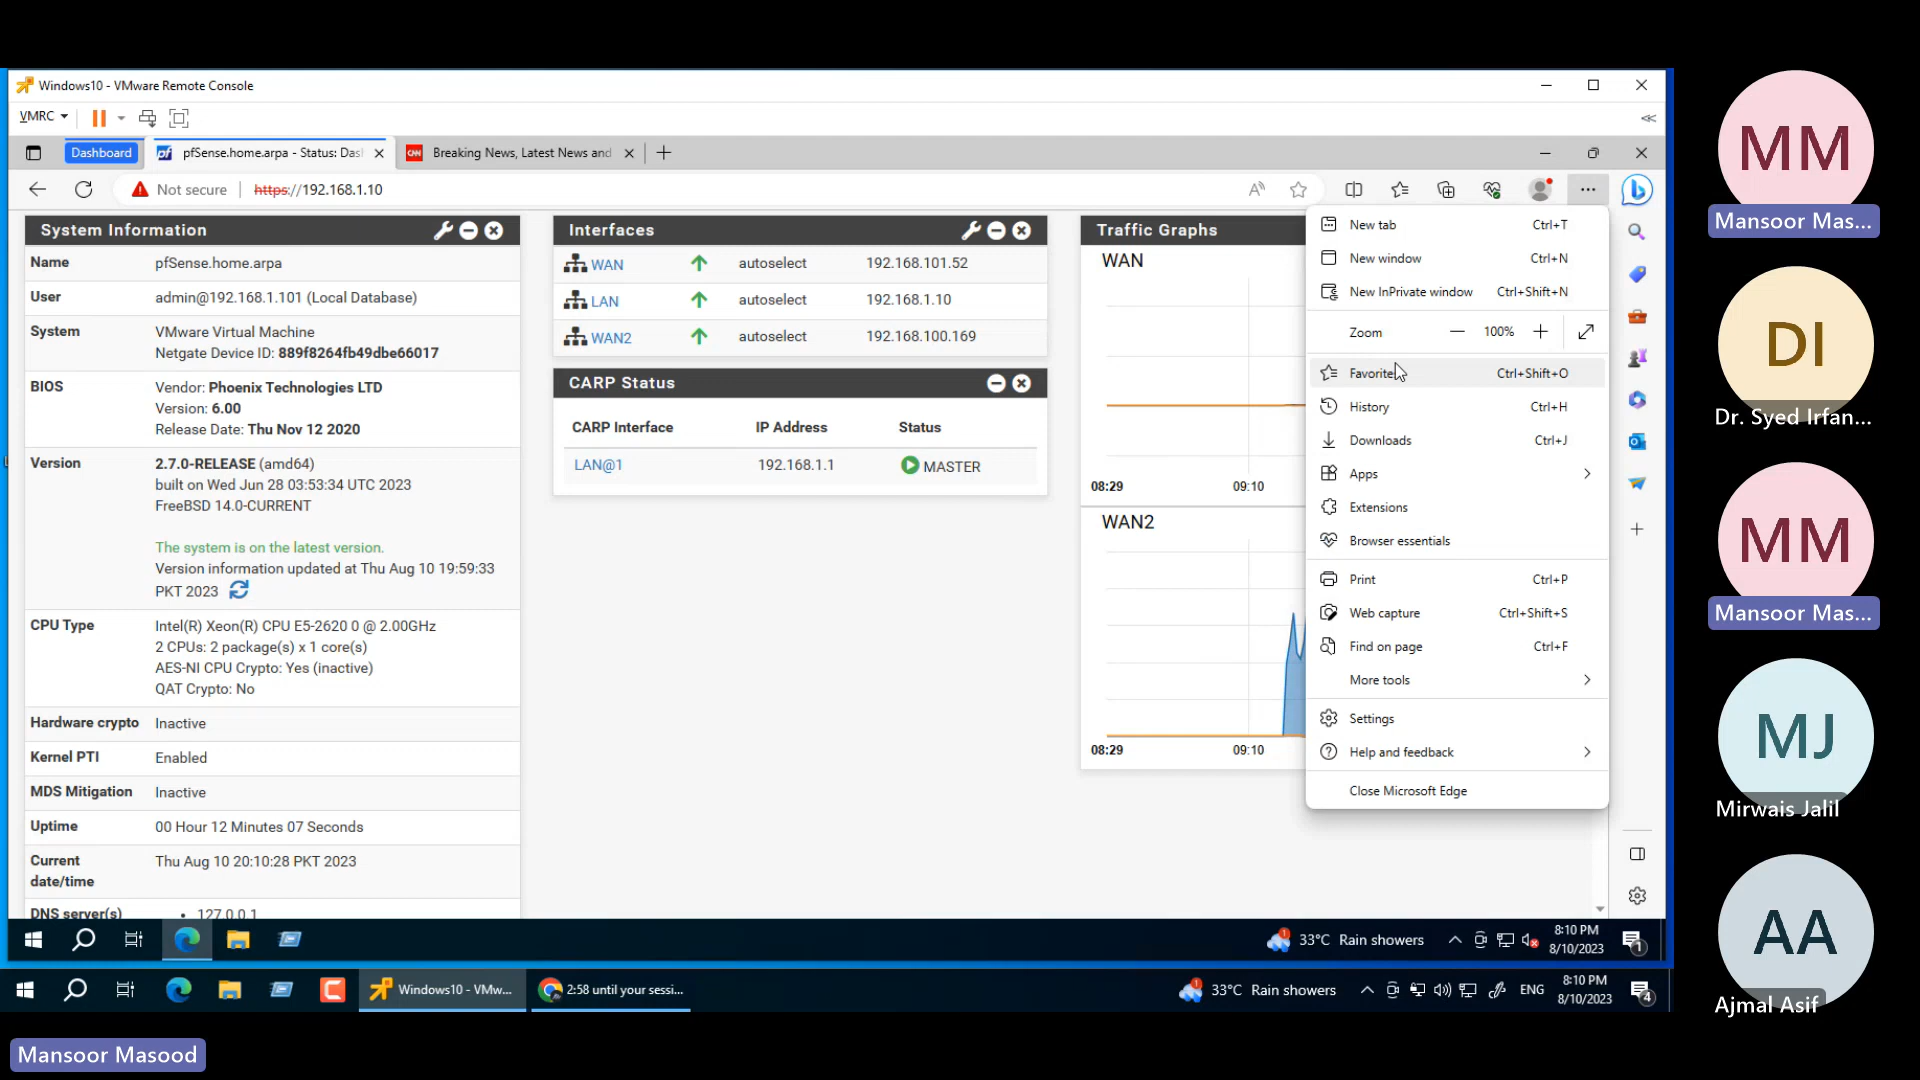 Windows10 - VMware Remote Console
VMRC
Dashboard
pf
pfSense.home.arpa - Status: Das
CNN
Breaking News, Latest News and
Not secure
https://192.168.1.10
System Information
Name
pfSense.home.arpa
User
admin@192.168.1.101 (Local Database)
System
VMware Virtual Machine
Netgate Device ID: 889f8264fb49dbe66017
BIOS
Vendor: Phoenix Technologies LTD
Version: 6.00
Release Date: Thu Nov 12 2020
Version
2.7.0-RELEASE (amd64)
built on Wed Jun 28 03:53:34 UTC 2023
FreeBSD 14.0-CURRENT
The system is on the latest version.
Version information updated at Thu Aug 10 19:59:33
PKT 2023
CPU Type
Intel(R) Xeon(R) CPU E5-2620 0 @ 2.00GHz
2 CPUs: 2 package(s) x 1 core(s)
AES-NI CPU Crypto: Yes (inactive)
QAT Crypto: No
Hardware crypto
Inactive
Kernel PTI
Enabled
MDS Mitigation
Inactive
Uptime
00 Hour 12 Minutes 07 Seconds
Current
date/time
Thu Aug 10 20:10:28 PKT 2023
DNS server(s)
• 127.0.0.1
Interfaces
WAN autoselect 192.168.101.52
LAN autoselect 192.168.1.10
WAN2 autoselect 192.168.100.169
CARP Status
CARP Interface IP Address Status
LAN@1 192.168.1.1 MASTER
Traffic Graphs
WAN
08:29 09:10
WAN2
08:29 09:10
New tab Ctrl+T
New window Ctrl+N
New InPrivate window Ctrl+Shift+N
Zoom 100%
Favorites Ctrl+Shift+O
History Ctrl+H
Downloads Ctrl+J
Apps
Extensions
Browser essentials
Print Ctrl+P
Web capture Ctrl+Shift+S
Find on page Ctrl+F
More tools
Settings
Help and feedback
Close Microsoft Edge
33°C Rain showers
8:10 PM
8/10/2023
1
Windows10 - VMw...
2:58 until your sessi...
33°C Rain showers
ENG
8:10 PM
8/10/2023
4
Mansoor Masood
MM
Mansoor Mas...
DI
Dr. Syed Irfan...
MM
Mansoor Mas...
MJ
Mirwais Jalil
AA
Ajmal Asif